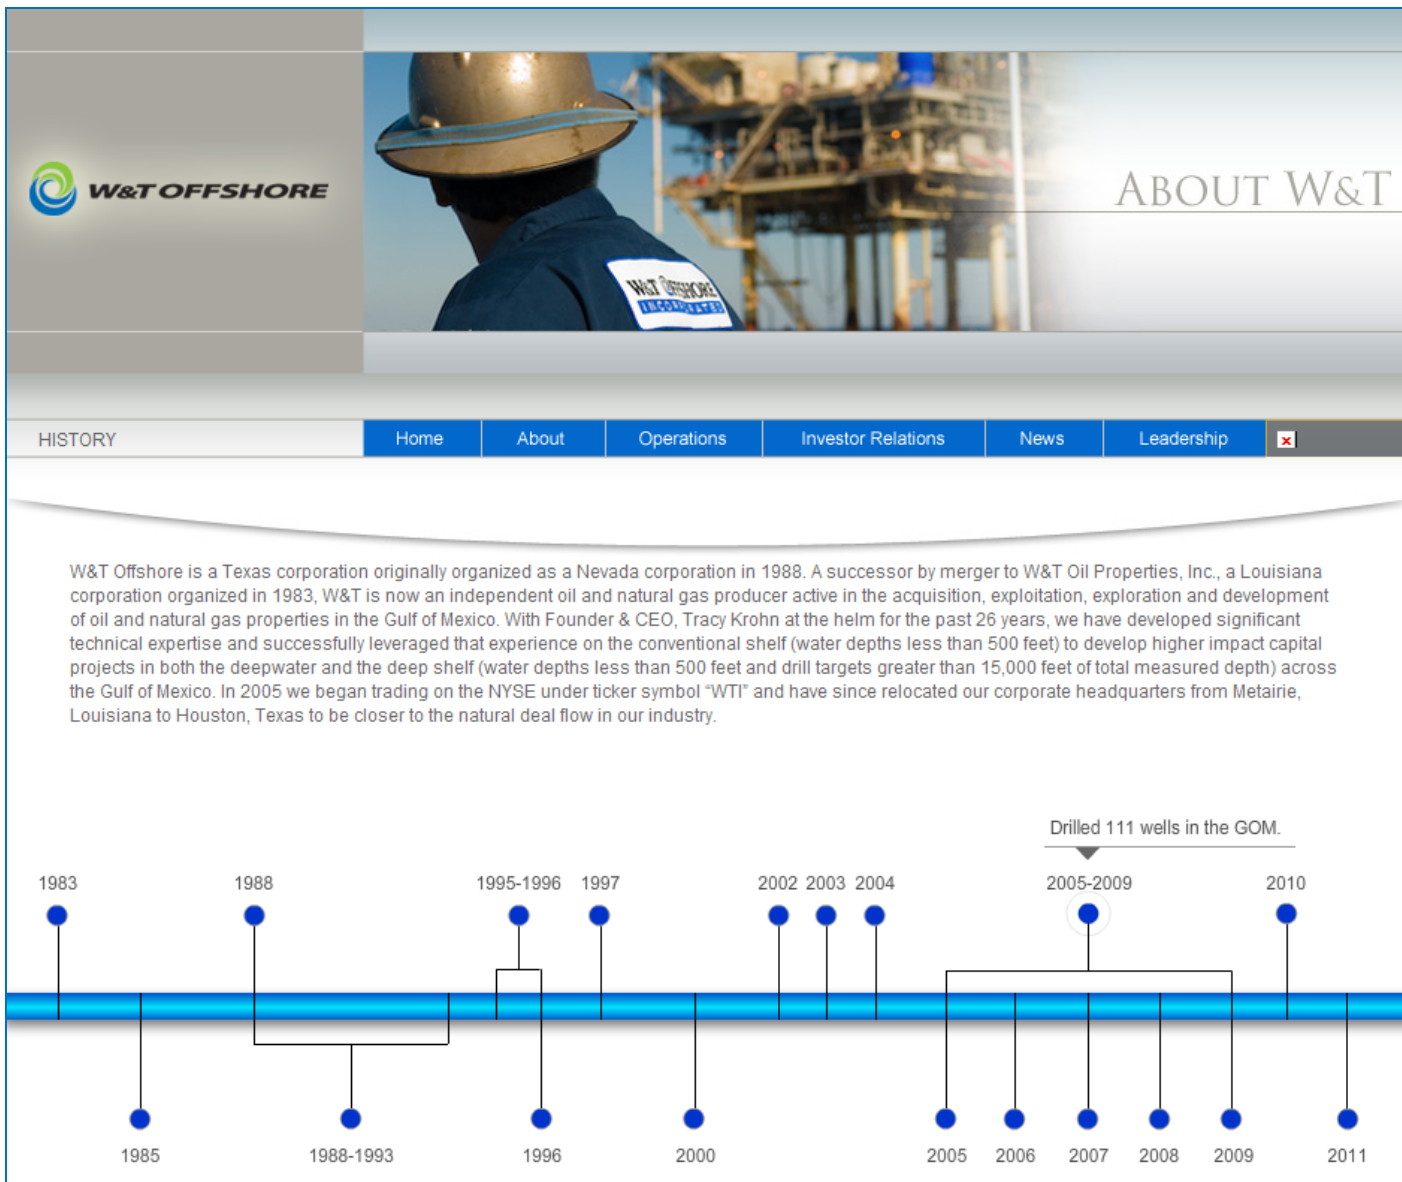 W&T OFFSHORE
ABOUT W&T
W&T OFFSHORE
INCORPORATED
HISTORY
Home
About
Operations
Investor Relations
News
Leadership
W&T Offshore is a Texas corporation originally organized as a Nevada corporation in 1988. A successor by merger to W&T Oil Properties, Inc., a Louisiana
corporation organized in 1983, W&T is now an independent oil and natural gas producer active in the acquisition, exploitation, exploration and development
of oil and natural gas properties in the Gulf of Mexico. With Founder & CEO, Tracy Krohn at the helm for the past 26 years, we have developed significant
technical expertise and successfully leveraged that experience on the conventional shelf (water depths less than 500 feet) to develop higher impact capital
projects in both the deepwater and the deep shelf (water depths less than 500 feet and drill targets greater than 15,000 feet of total measured depth) across
the Gulf of Mexico. In 2005 we began trading on the NYSE under ticker symbol “WTI” and have since relocated our corporate headquarters from Metairie,
Louisiana to Houston, Texas to be closer to the natural deal flow in our industry.
Drilled 111 wells in the GOM.
1983
1988
1995-1996
1997
2002
2003
2004
2005-2009
2010
1985
1988-1993
1996
2000
2005
2006
2007
2008
2009
2011